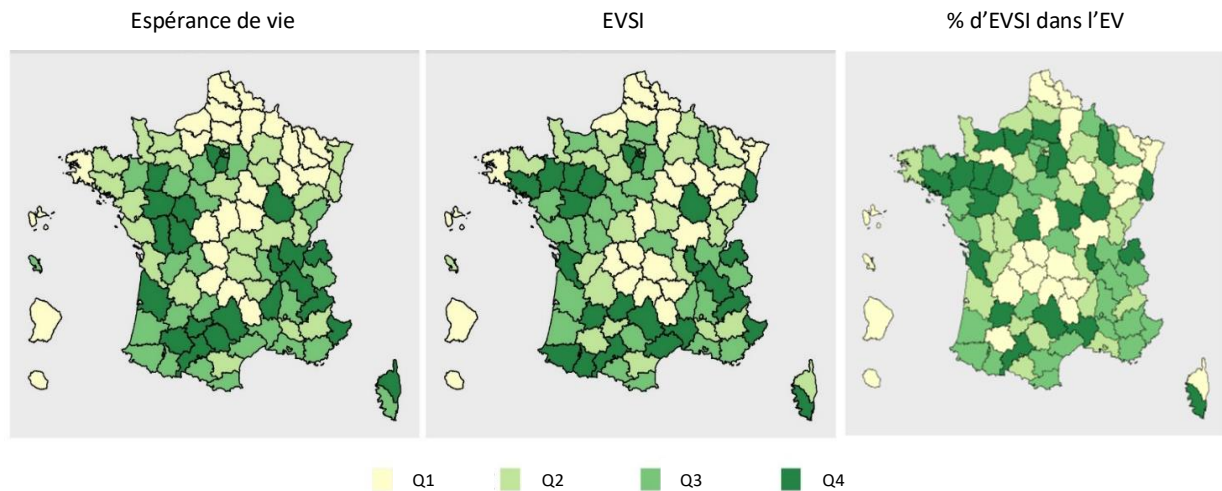 Espérance de vie
EVSI
% d’EVSI dans l’EV
Q1
Q2
Q3
Q4